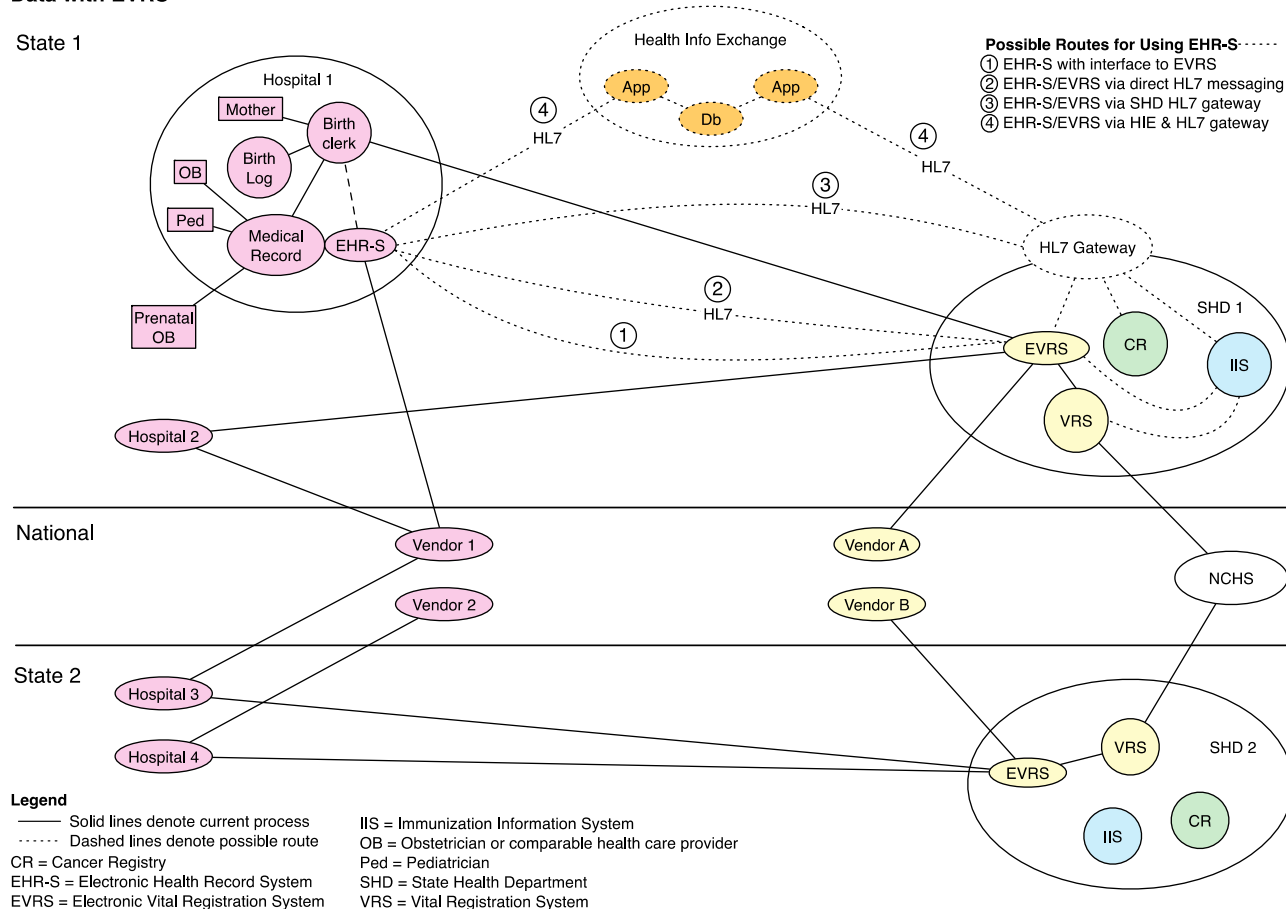 Data with EVRS
State 1
Health Info Exchange
App
App
Db
Possible Routes for Using EHR-S
① EHR-S with interface to EVRS
② EHR-S/EVRS via direct HL7 messaging
③ EHR-S/EVRS via SHD HL7 gateway
④ EHR-S/EVRS via HIE & HL7 gateway
Hospital 1
Mother
Birth
clerk
Birth
Log
OB
Ped
Medical
Record
EHR-S
Prenatal
OB
④
HL7
④
HL7
③
HL7
②
HL7
①
HL7 Gateway
SHD 1
EVRS
CR
IIS
VRS
Hospital 2
National
Vendor 1
Vendor A
NCHS
Vendor 2
Vendor B
State 2
Hospital 3
Hospital 4
VRS
SHD 2
EVRS
CR
IIS
Legend
Solid lines denote current process
Dashed lines denote possible route
CR = Cancer Registry
EHR-S = Electronic Health Record System
EVRS = Electronic Vital Registration System
IIS = Immunization Information System
OB = Obstetrician or comparable health care provider
Ped = Pediatrician
SHD = State Health Department
VRS = Vital Registration System